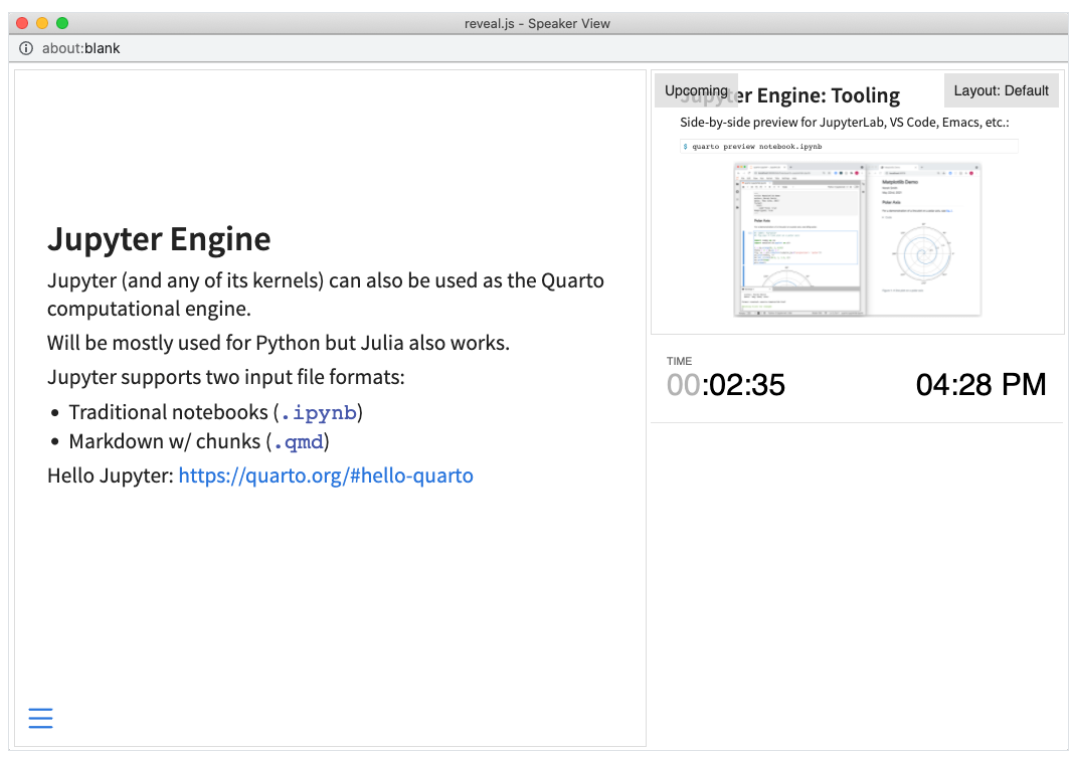 reveal.js - Speaker View
about:blank
Jupyter Engine
Jupyter (and any of its kernels) can also be used as the Quarto
computational engine.
Will be mostly used for Python but Julia also works.
Jupyter supports two input file formats:
• Traditional notebooks (.ipynb)
• Markdown w/ chunks (.qmd)
Hello Jupyter: https://quarto.org/#hello-quarto
Upcoming
Layout: Default
Jupyter Engine: Tooling
Side-by-side preview for JupyterLab, VS Code, Emacs, etc.:
$ quarto preview notebook.ipynb
Matplotlib Demo
Polar Axis
Polar Axis
TIME
00:02:35
04:28 PM